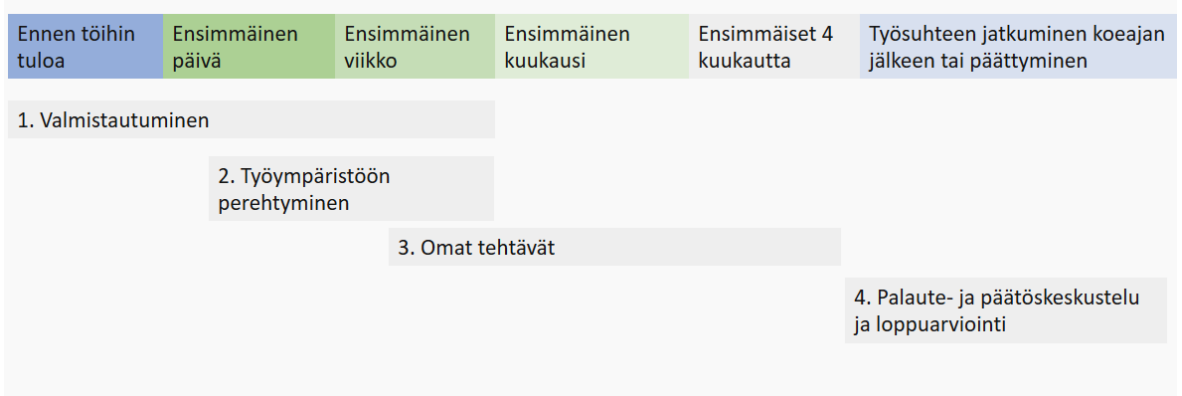 Ennen töihin
tuloa
Ensimmäinen
päivä
Ensimmäinen
viikko
Ensimmäinen
kuukausi
Ensimmäiset 4
kuukautta
Työsuhteen jatkuminen koeajan
jälkeen tai päättyminen
1. Valmistautuminen
2. Työympäristöön
perehtyminen
3. Omat tehtävät
4. Palaute- ja päätöskeskustelu
ja loppuarviointi